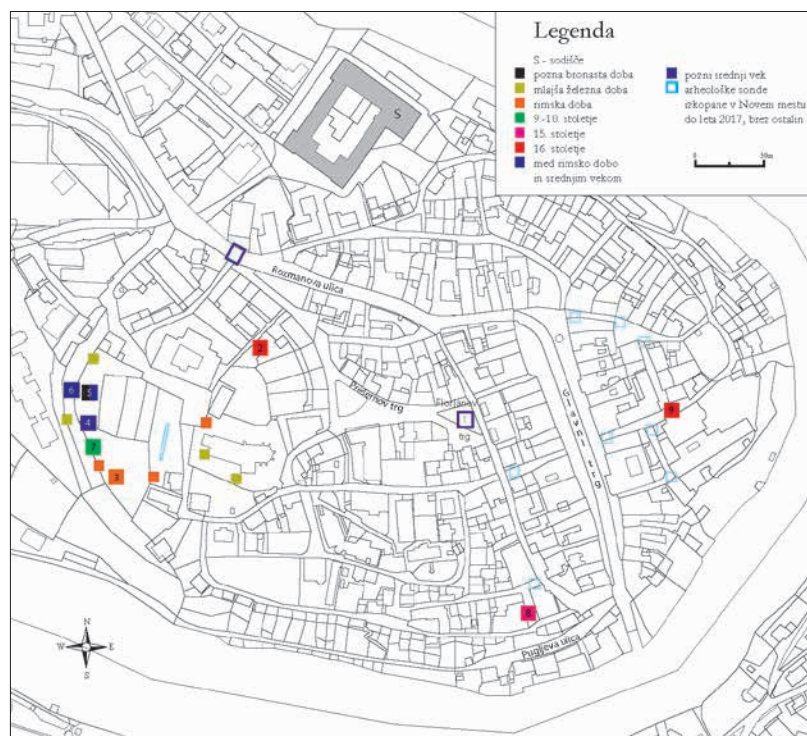 Legenda
S - sodišče
pozna bronasta doba
mlajša železna doba
rimska doba
9.-10. stoletje
15. stoletje
16. stoletje
med rimsko dobo
in srednjim vekom
pozni srednji vek
arheološke sonde
izkopane v Novem mestu
do leta 2017, brez ostalin
0 50m
S
Rozmanova ulica
2
Prešernov trg
Florjanov
trg
1
Glavni trg
6
5
4
7
3
9
8
Pugljeva ulica
N
W E
S